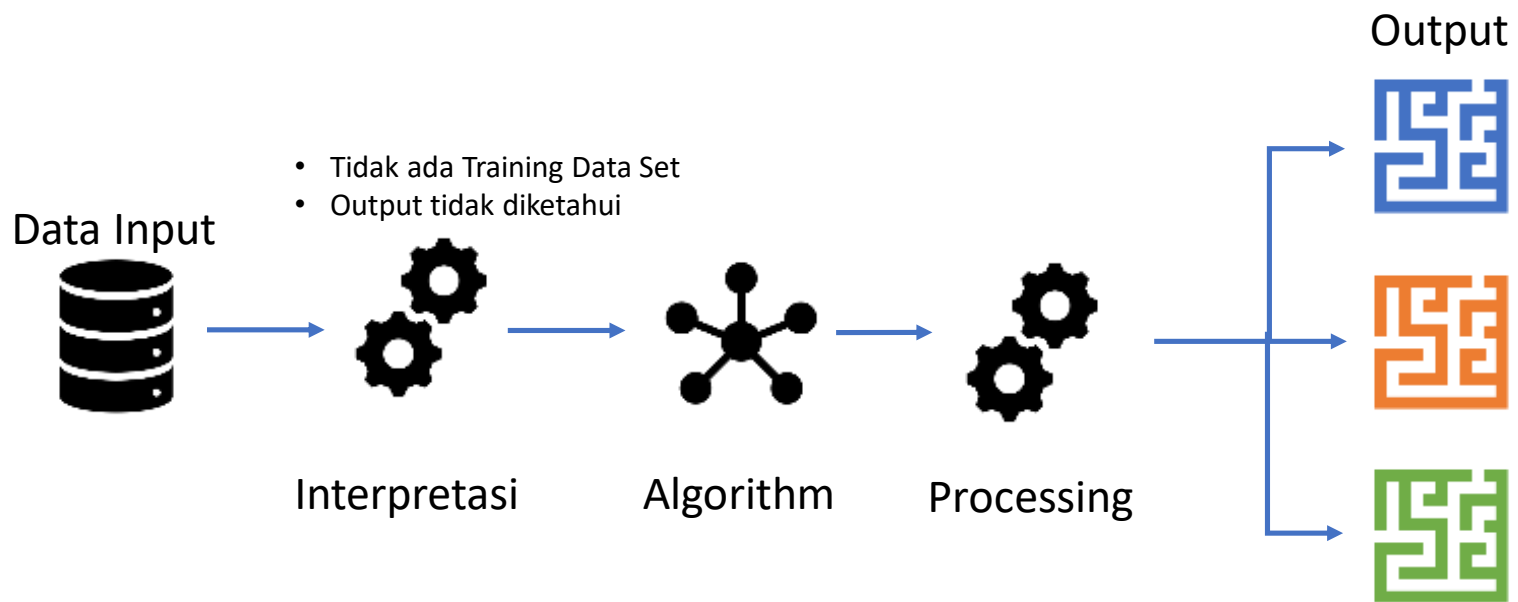 Output
• Tidak ada Training Data Set
• Output tidak diketahui
Data Input
Interpretasi
Algorithm
Processing